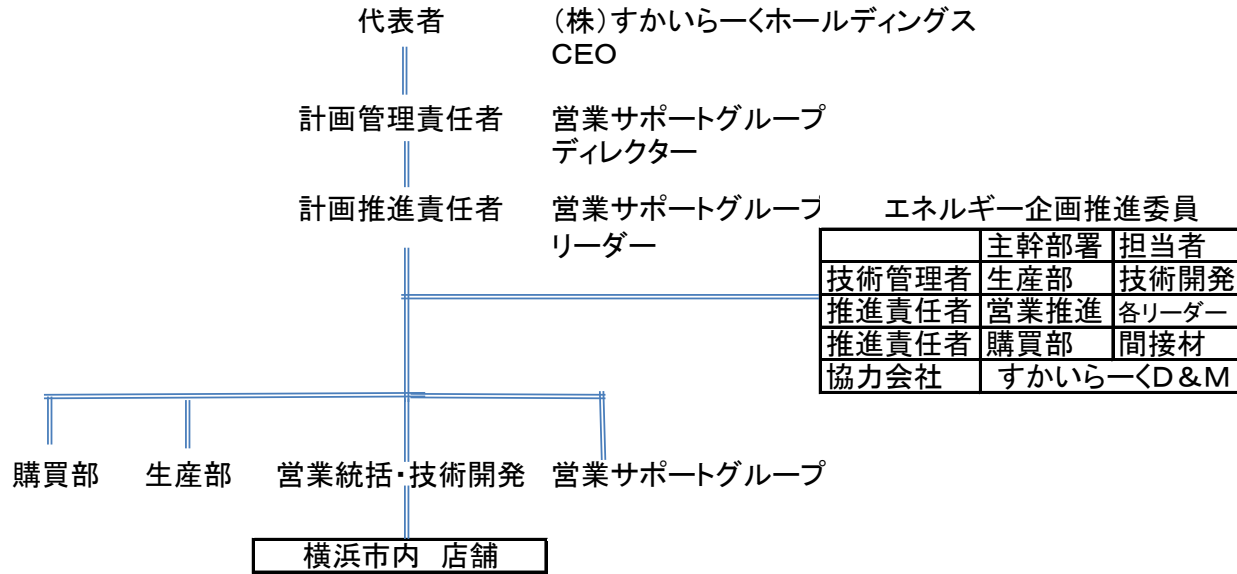 代表者 (株)すかいらーくホールディングス
CEO
計画管理責任者 営業サポートグループ
ディレクター
計画推進責任者 営業サポートグループ
リーダー
エネルギー企画推進委員
主幹部署 担当者
技術管理者 生産部 技術開発
推進責任者 営業推進 各リーダー
推進責任者 購買部 間接材
協力会社 すかいらーくD&M
購買部 生産部 営業統括・技術開発 営業サポートグループ
横浜市内 店舗